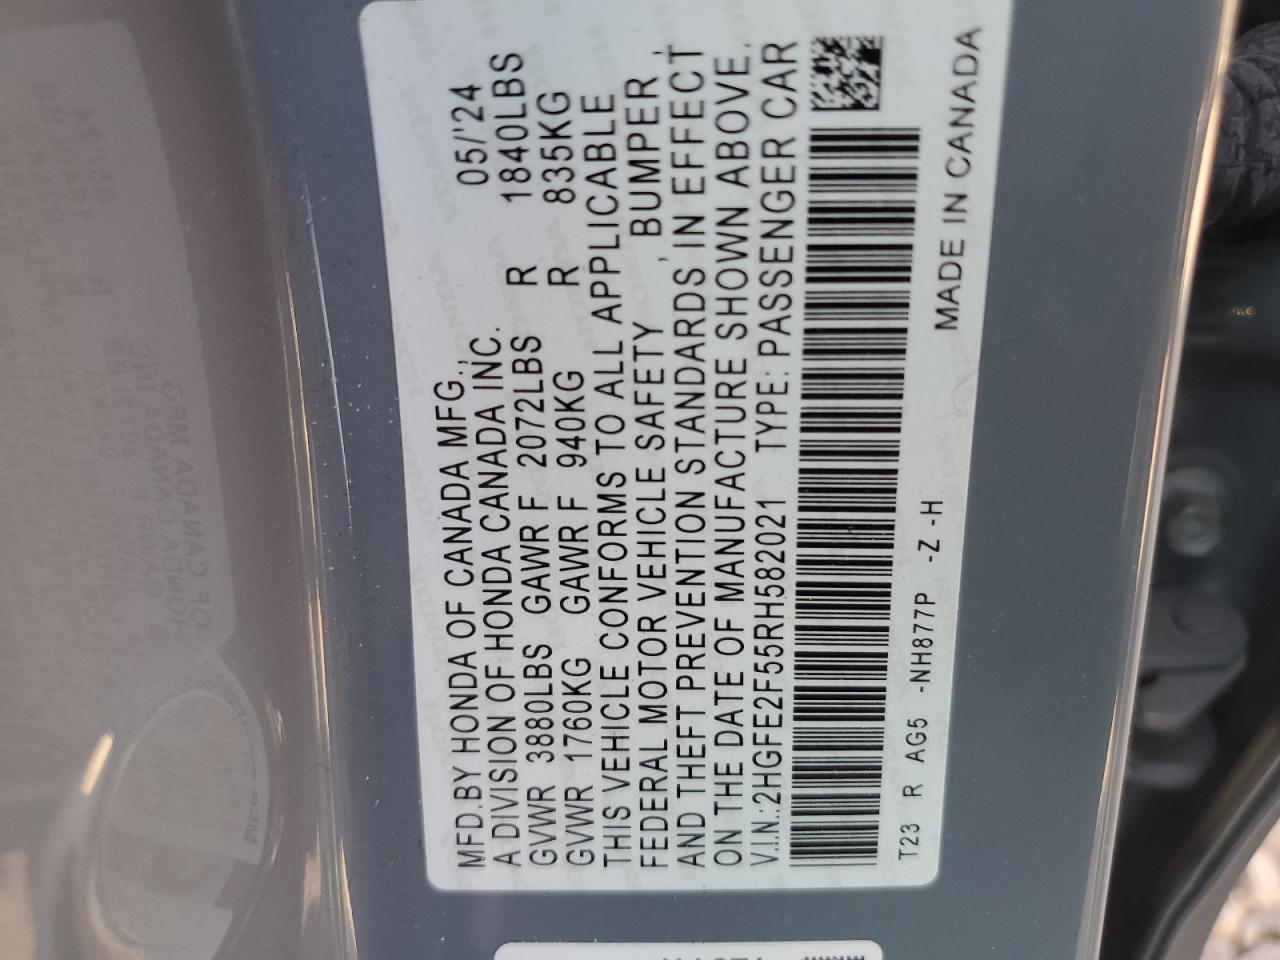 MFD.BY HONDA OF CANADA MFG., 05/'24
A DIVISION OF HONDA CANADA INC.
GVWR 3880LBS GAWR F 2072LBS R 1840LBS
GVWR 1760KG GAWR F 940KG R 835KG
THIS VEHICLE CONFORMS TO ALL APPLICABLE
FEDERAL MOTOR VEHICLE SAFETY , BUMPER ,
AND THEFT PREVENTION STANDARDS IN EFFECT
ON THE DATE OF MANUFACTURE SHOWN ABOVE.
V.I.N.:2HGFE2F55RH582021 TYPE: PASSENGER CAR
T23 R AG5 -NH877P -Z -H
MADE IN CANADA